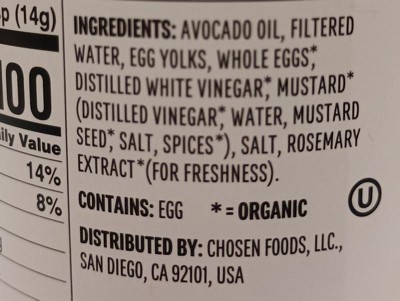 p (14g)
100
ily Value
14%
8%
INGREDIENTS: AVOCADO OIL, FILTERED
WATER, EGG YOLKS, WHOLE EGGS*,
DISTILLED WHITE VINEGAR*, MUSTARD*
(DISTILLED VINEGAR*, WATER, MUSTARD
SEED*, SALT, SPICES*), SALT, ROSEMARY
EXTRACT*(FOR FRESHNESS).
CONTAINS: EGG *= ORGANIC
U
DISTRIBUTED BY: CHOSEN FOODS, LLC.,
SAN DIEGO, CA 92101, USA